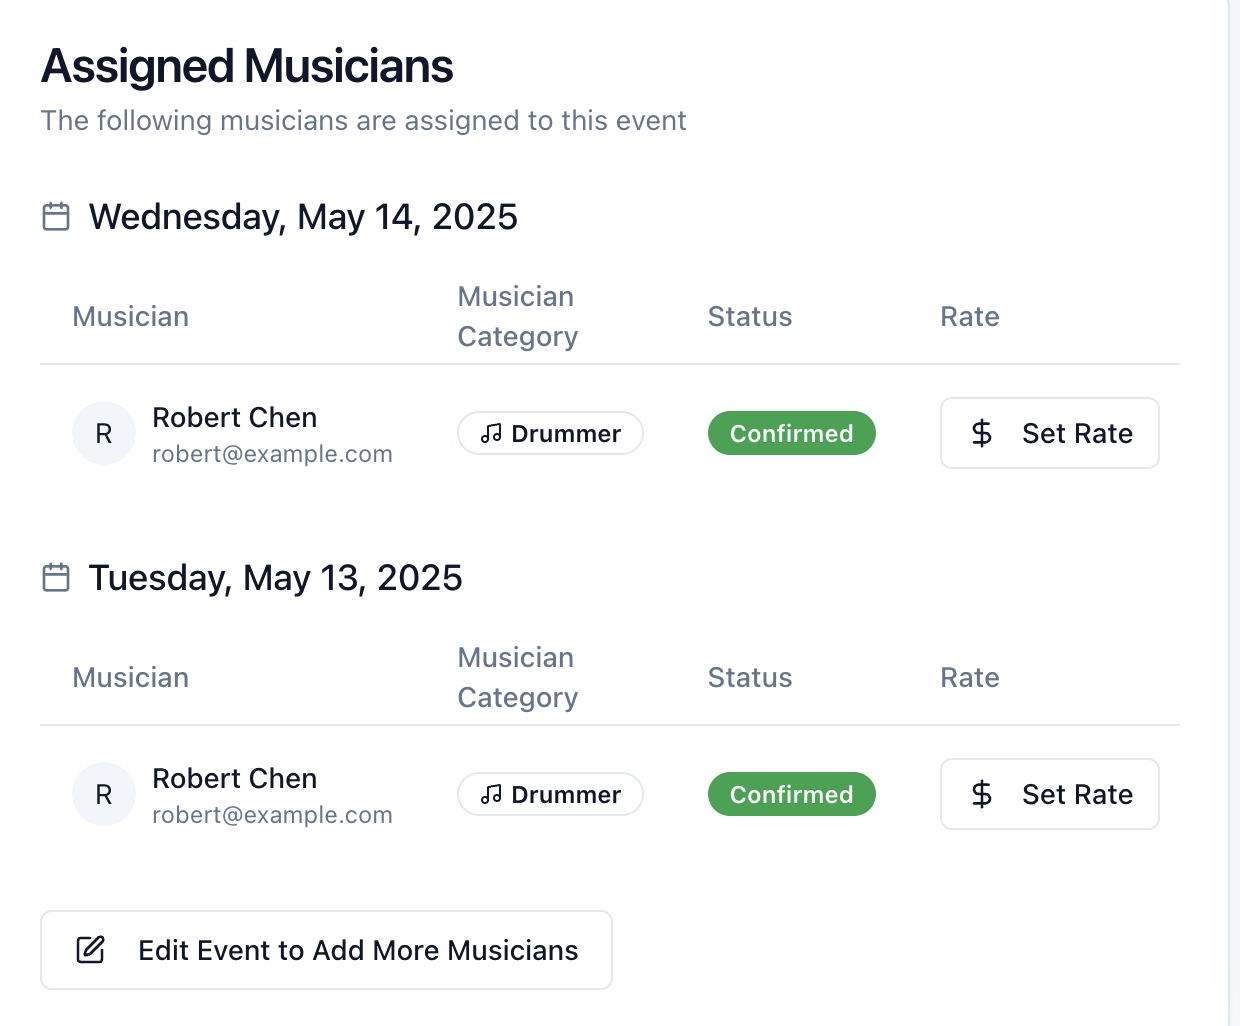 Assigned Musicians
The following musicians are assigned to this event
Wednesday, May 14, 2025
Musician
Musician Category
Status
Rate
R
Robert Chen
robert@example.com
Drummer
Confirmed
$ Set Rate
Tuesday, May 13, 2025
Musician
Musician Category
Status
Rate
R
Robert Chen
robert@example.com
Drummer
Confirmed
$ Set Rate
Edit Event to Add More Musicians